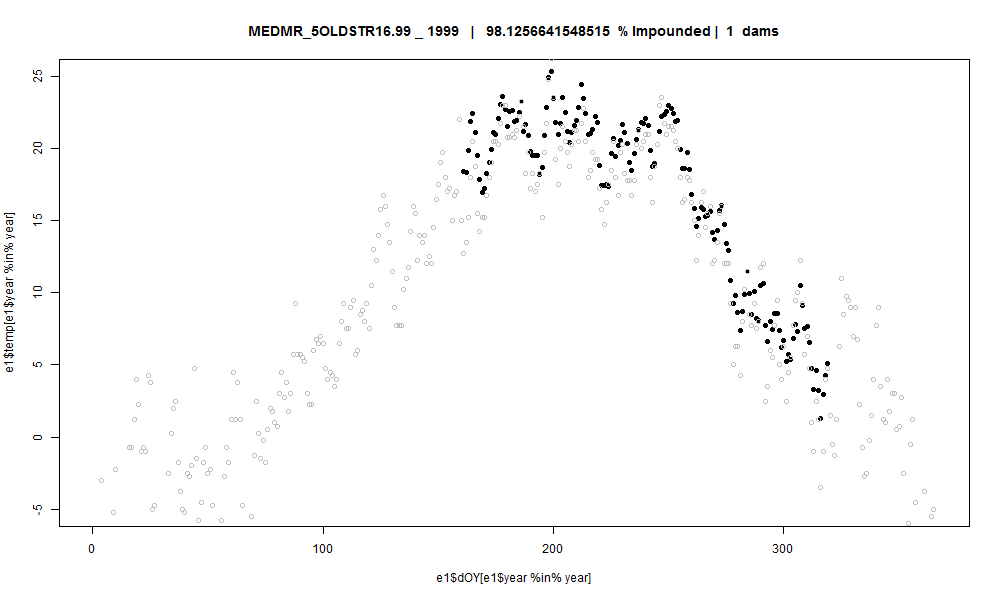 MEDMR_5OLDSTR16.99 _ 1999 | 98.1256641548515 % Impounded | 1 dams
e1$temp[e1$year %in% year]
25
20
15
10
5
0
-5
0 100 200 300
e1$dOY[e1$year %in% year]